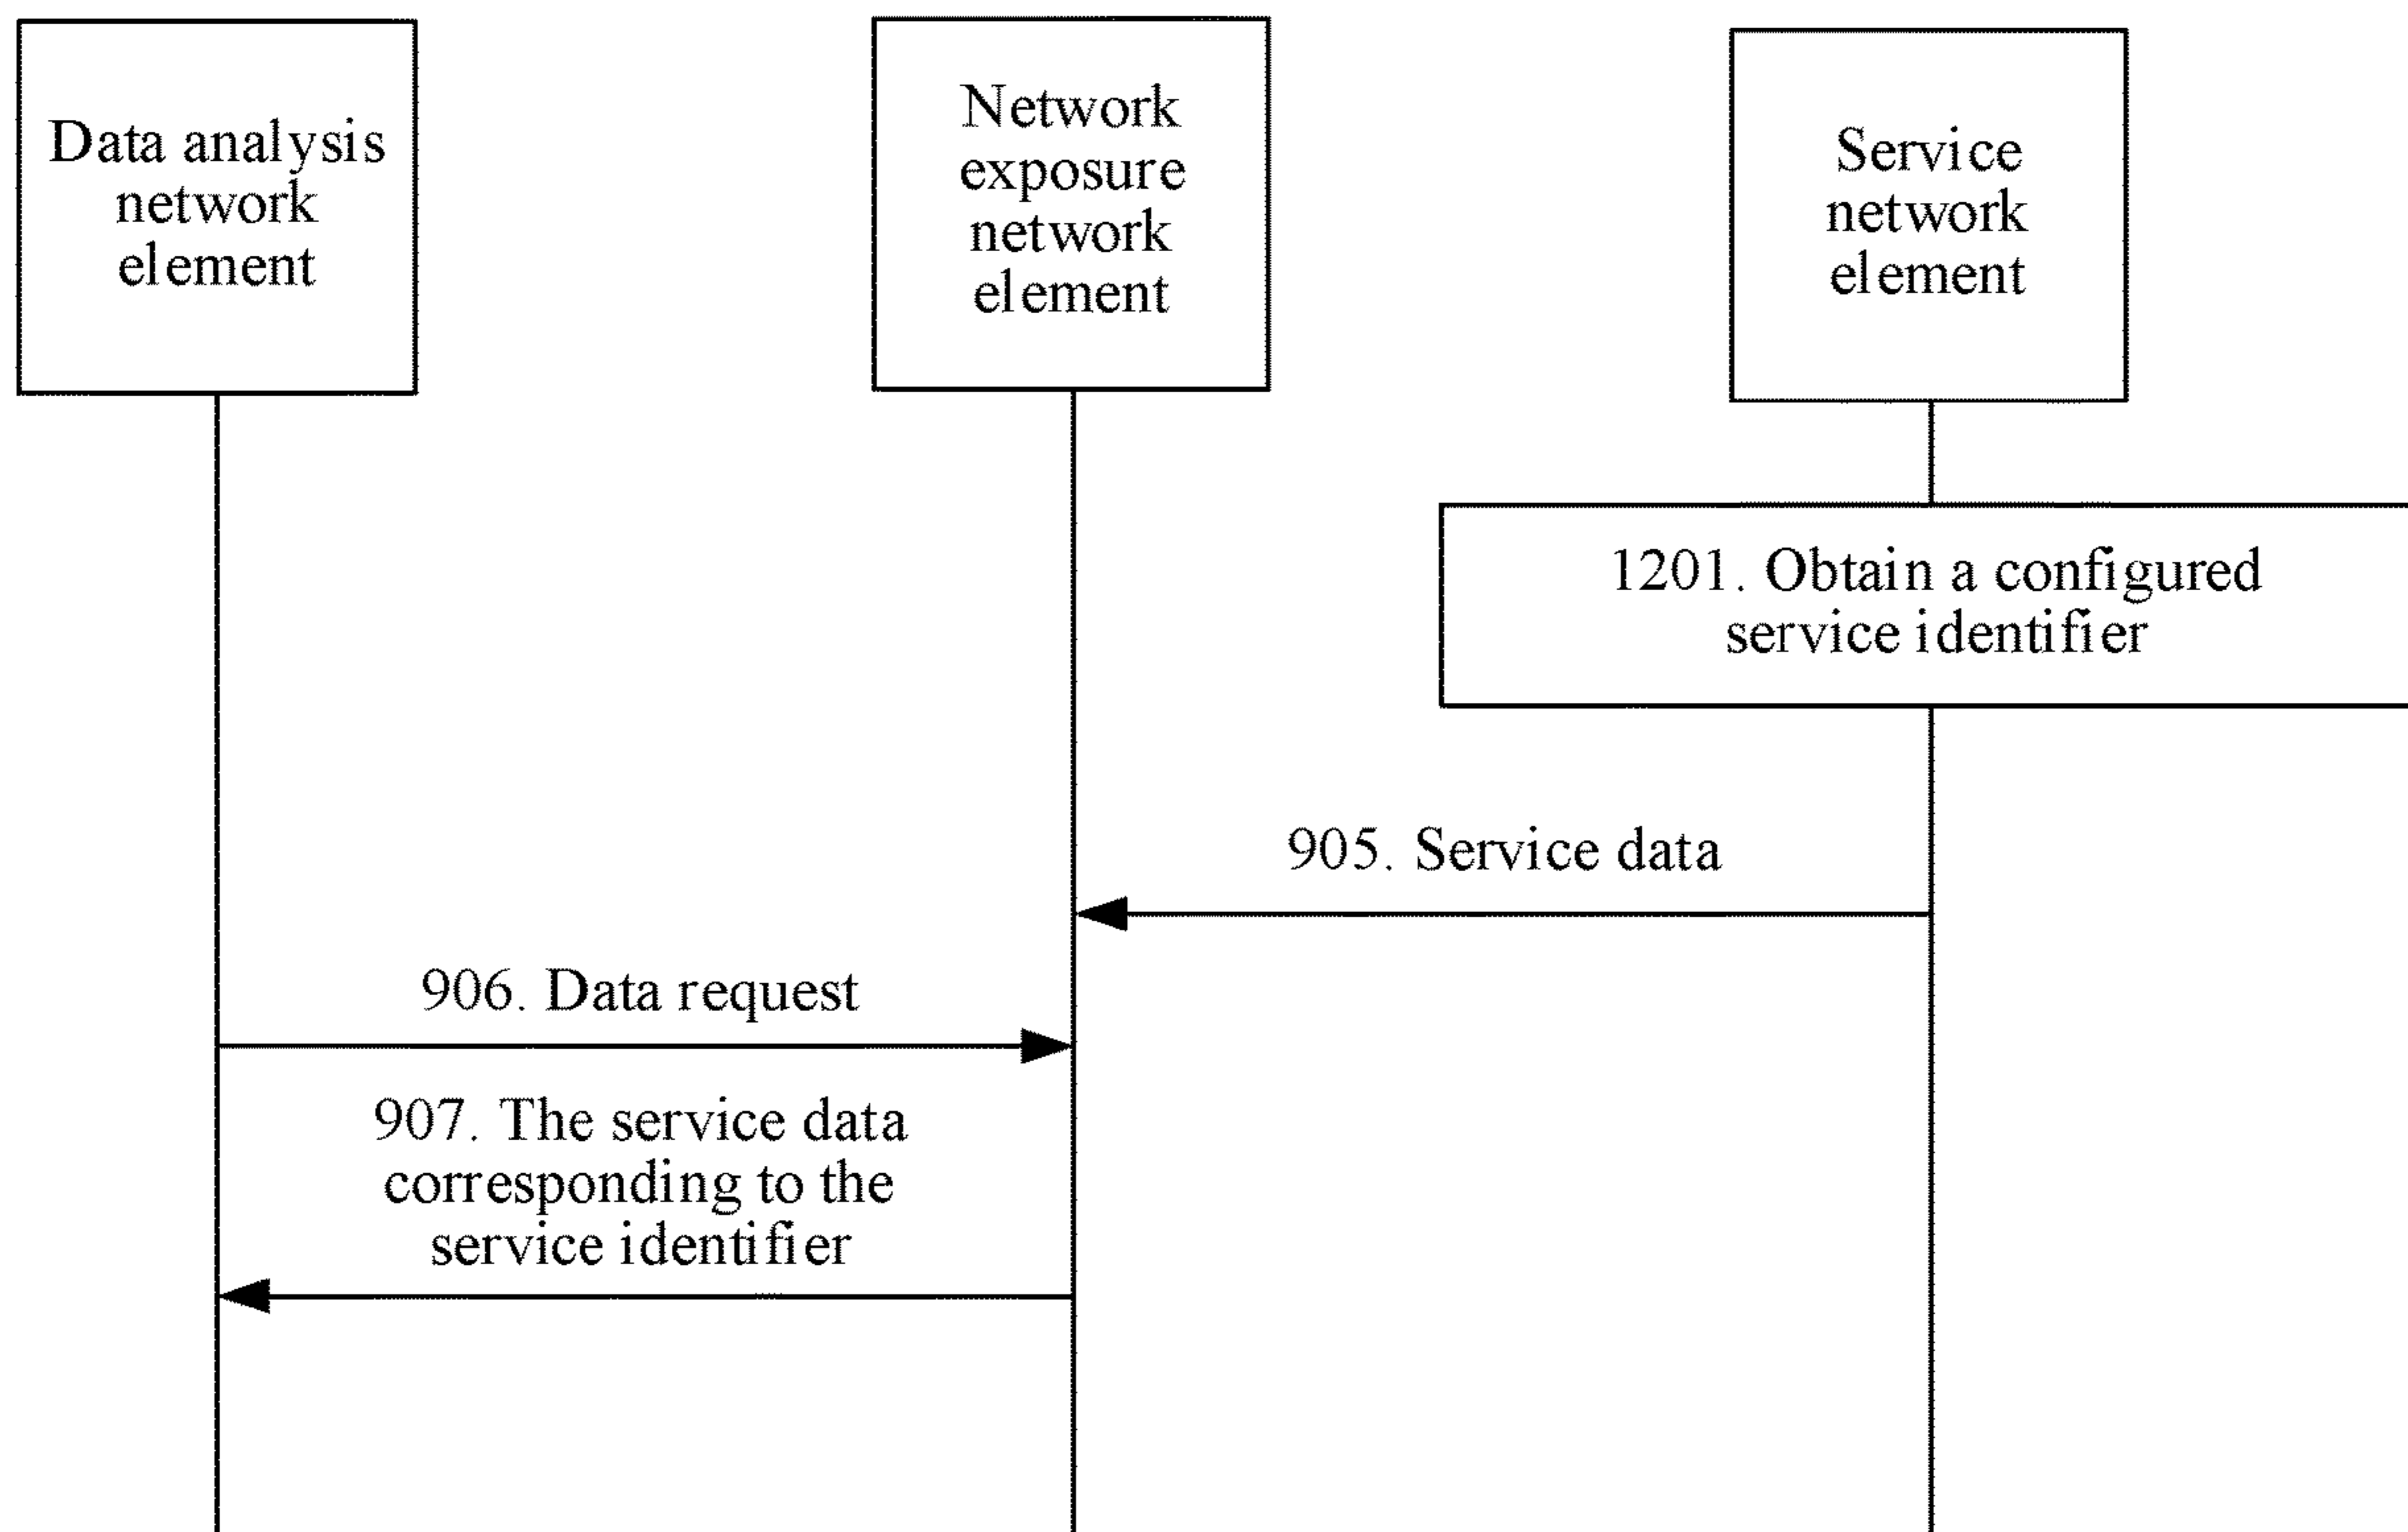 Data analysis
network
element
Network
exposure
network
element
Service
network
element
1201. Obtain a configured
service identifier
905. Service data
906. Data request
907. The service data
corresponding to the
service identifier